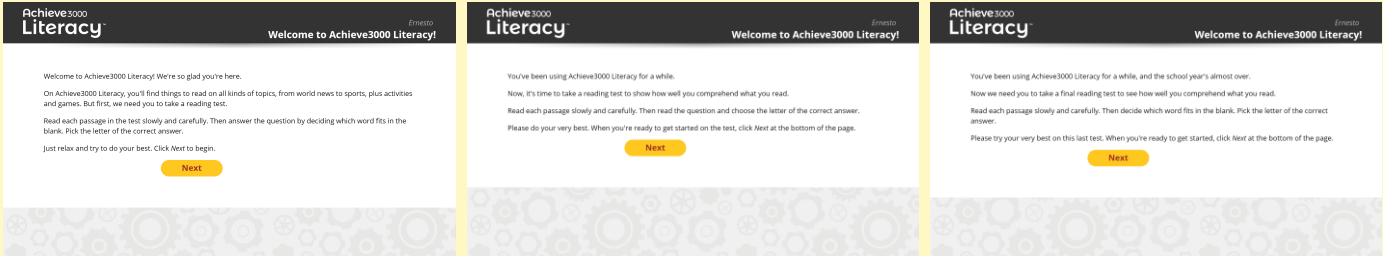 Achieve3000
Literacy™
Ernesto
Welcome to Achieve3000 Literacy!
Welcome to Achieve3000 Literacy! We're so glad you're here.
On Achieve3000 Literacy, you'll find things to read on all kinds of topics, from world news to sports, plus activities
and games. But first, we need you to take a reading test.
Read each passage in the test slowly and carefully. Then answer the question by deciding which word fits in the
blank. Pick the letter of the correct answer.
Just relax and try to do your best. Click Next to begin.
Next
Achieve3000
Literacy™
Ernesto
Welcome to Achieve3000 Literacy!
You've been using Achieve3000 Literacy for a while.
Now, it's time to take a reading test to show how well you comprehend what you read.
Read each passage slowly and carefully. Then read the question and choose the letter of the correct answer.
Please do your very best. When you're ready to get started on the test, click Next at the bottom of the page.
Next
Achieve3000
Literacy™
Ernesto
Welcome to Achieve3000 Literacy!
You've been using Achieve3000 Literacy for a while, and the school year's almost over.
Now we need you to take a final reading test to see how well you comprehend what you read.
Read each passage slowly and carefully. Then decide which word fits in the blank. Pick the letter of the correct
answer.
Please try your very best on this last test. When you're ready to get started, click Next at the bottom of the page.
Next